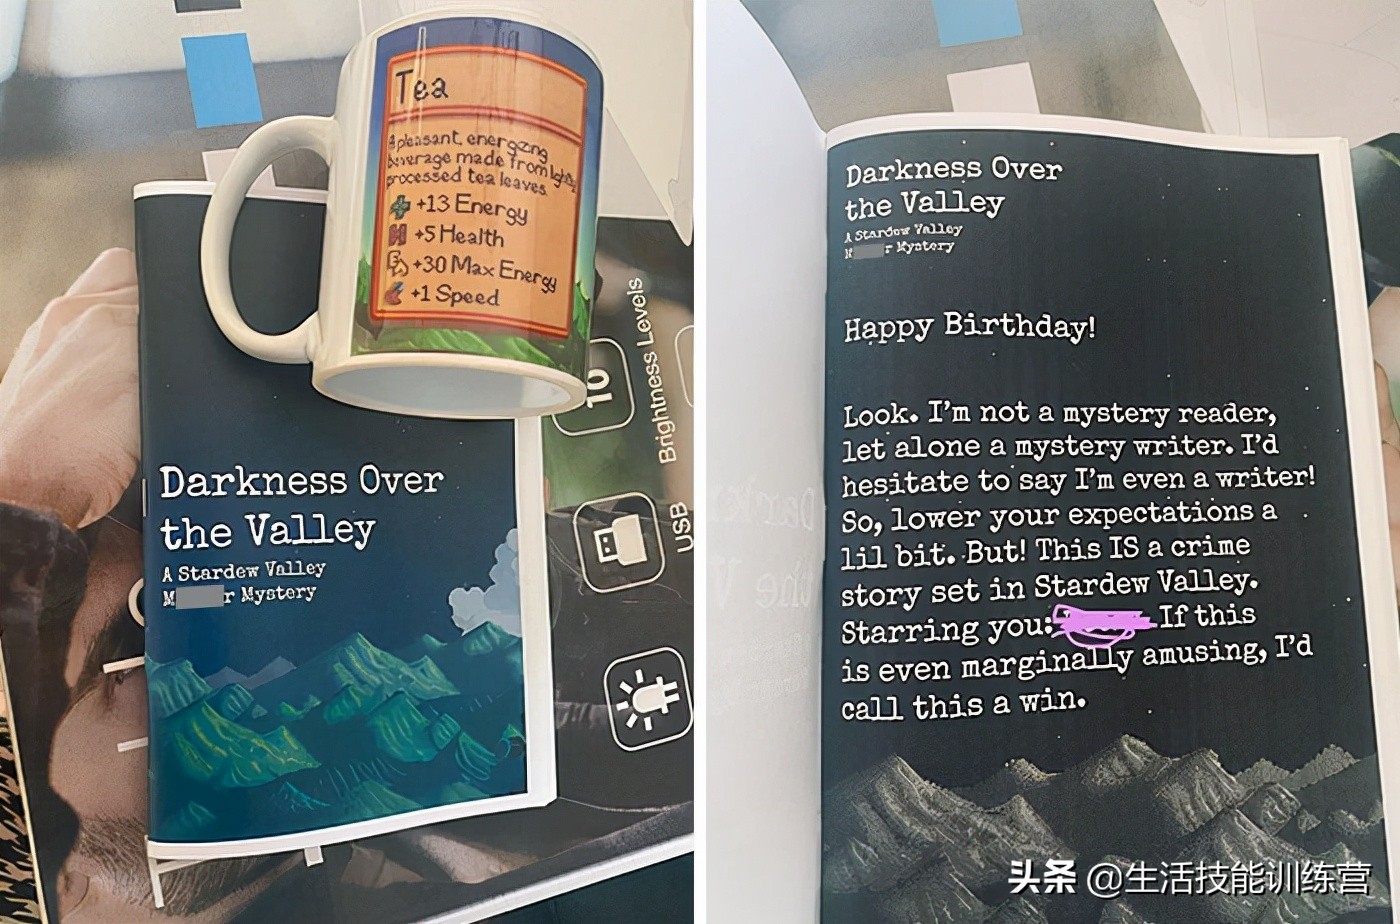 Tea
A pleasant, energizing
beverage made from lightly
processed tea leaves.
+13 Energy
+5 Health
+30 Max Energy
+1 Speed
10
Brightness Levels
USB
Darkness Over
the Valley
A Stardew Valley
M r Mystery
Darkness Over
the Valley
A Stardew Valley
M r Mystery
Happy Birthday!
Look. I'm not a mystery reader,
let alone a mystery writer. I'd
hesitate to say I'm even a writer!
So, lower your expectations a
lil bit. But! This IS a crime
story set in Stardew Valley.
Starring you: If this
is even marginally amusing, I'd
call this a win.
头条 @生活技能训练营